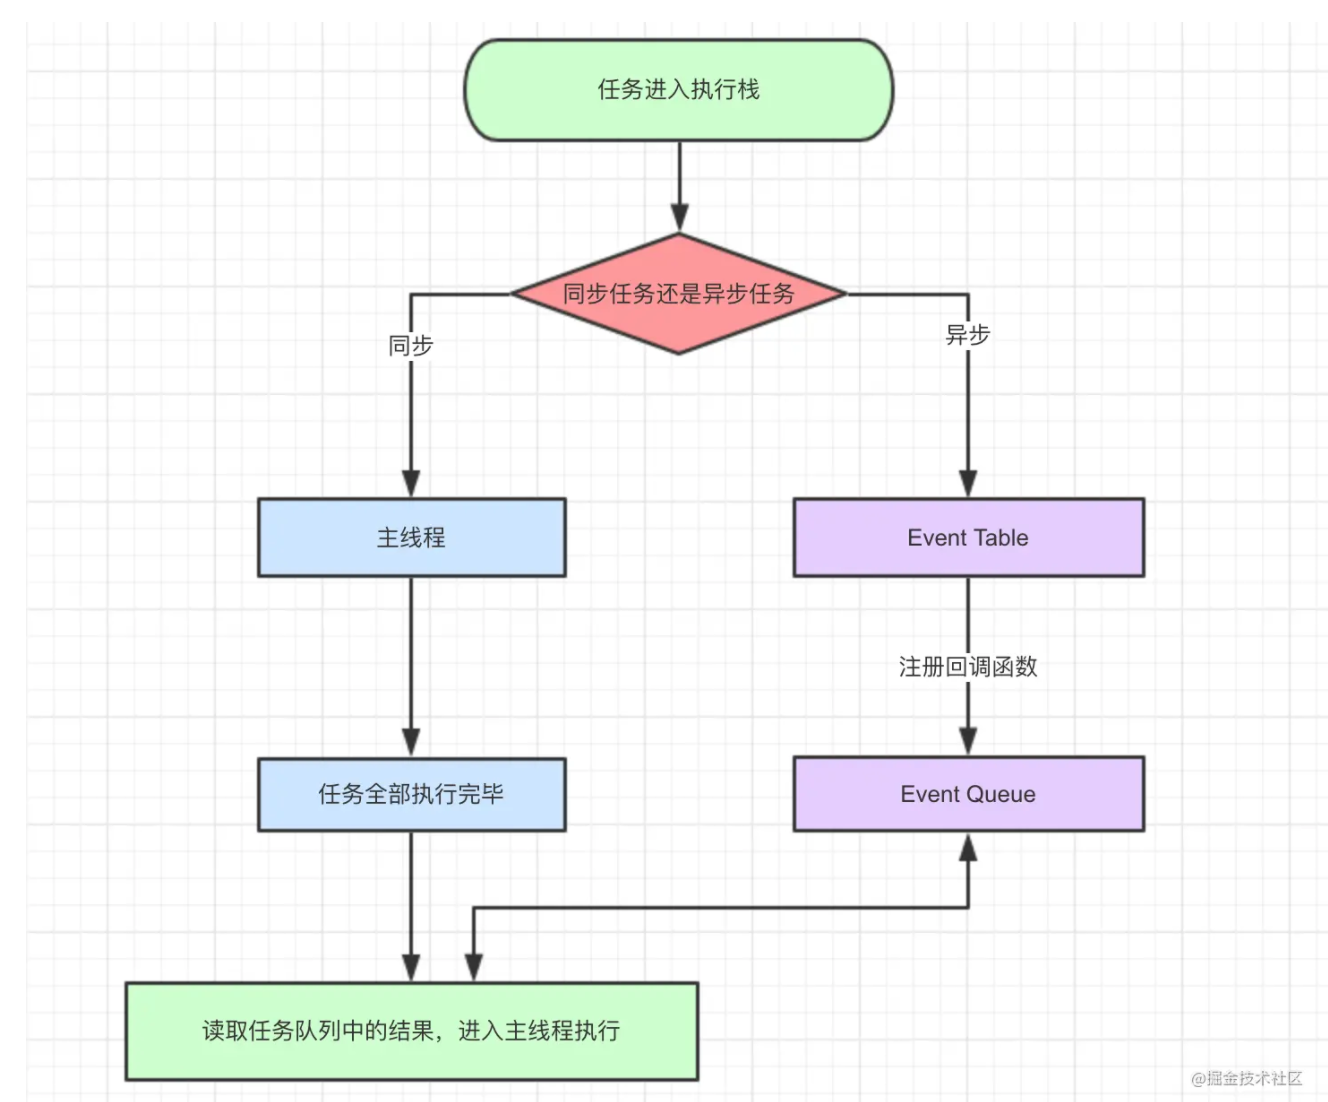 任务进入执行栈
同步任务还是异步任务
同步
异步
主线程
Event Table
注册回调函数
任务全部执行完毕
Event Queue
读取任务队列中的结果，进入主线程执行
@掘金技术社区